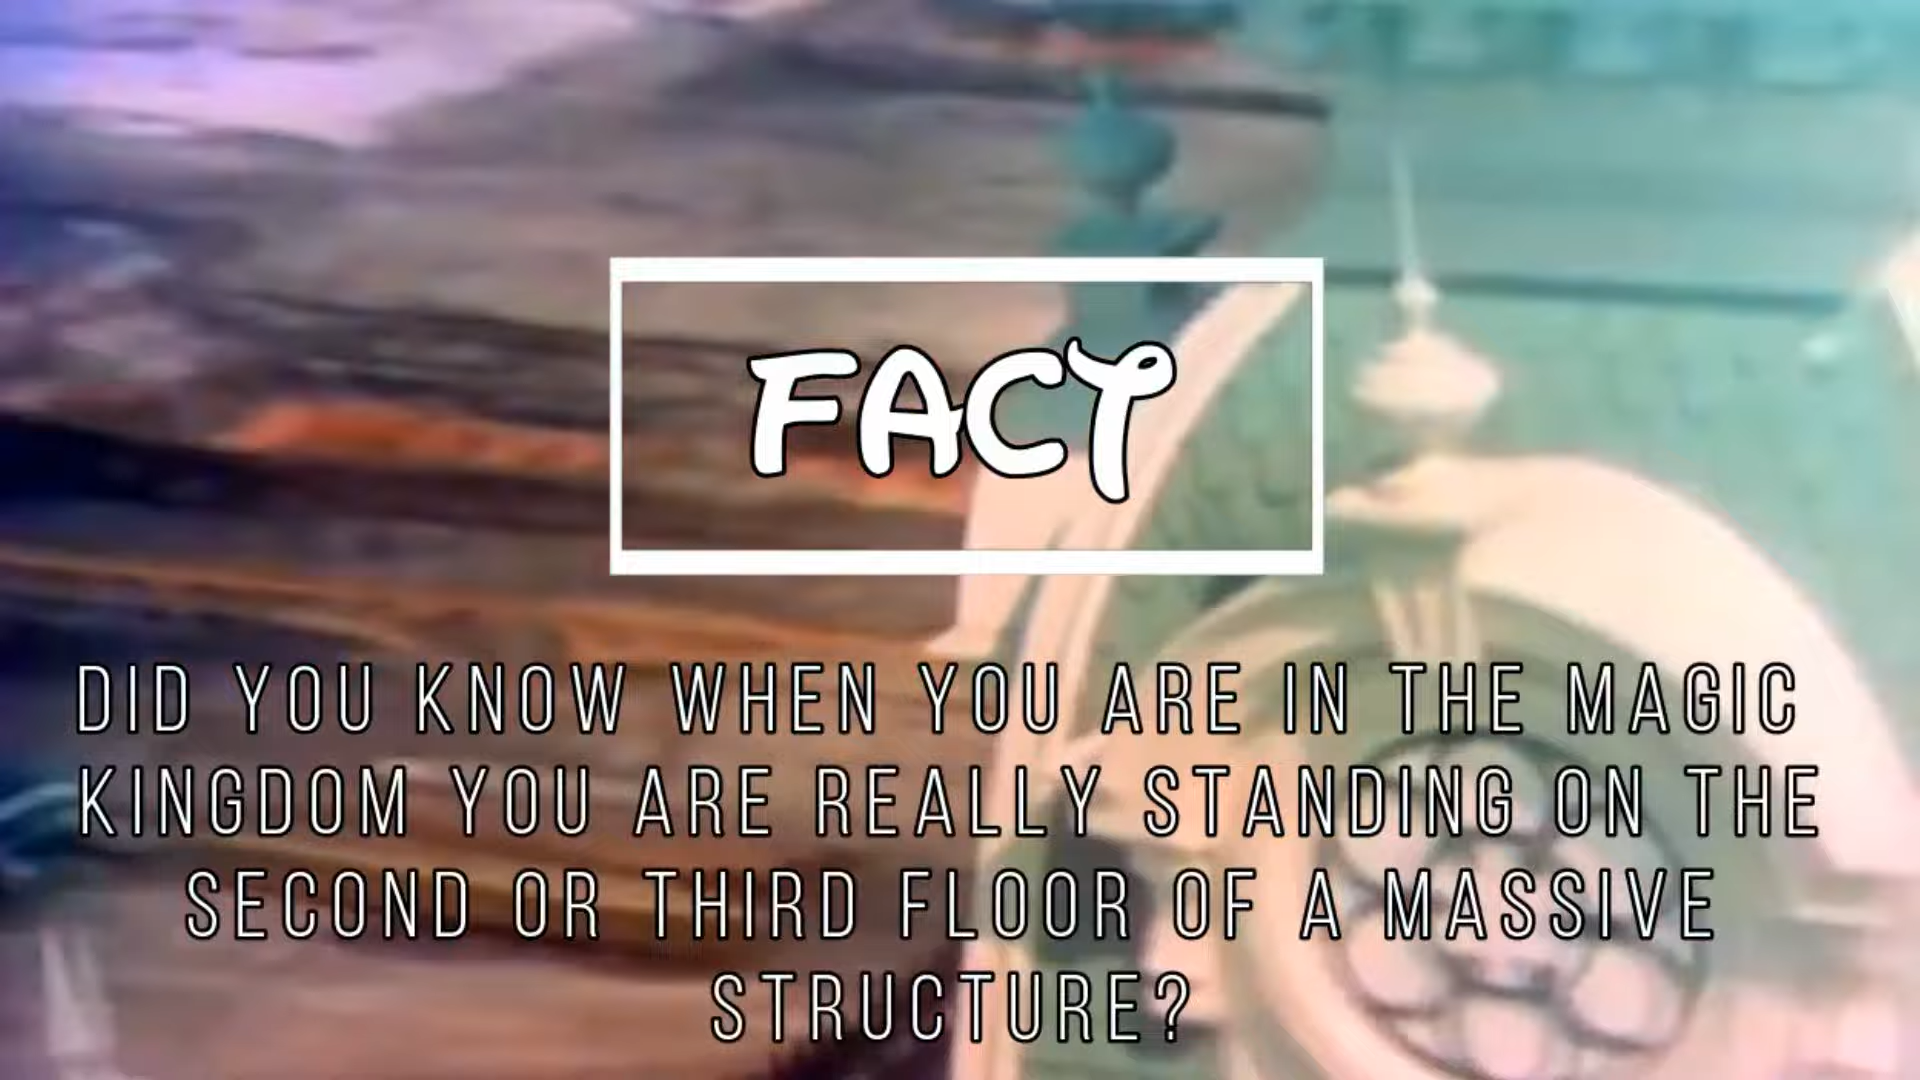 FACT
DID YOU KNOW WHEN YOU ARE IN THE MAGIC
KINGDOM YOU ARE REALLY STANDING ON THE
SECOND OR THIRD FLOOR OF A MASSIVE
STRUCTURE?